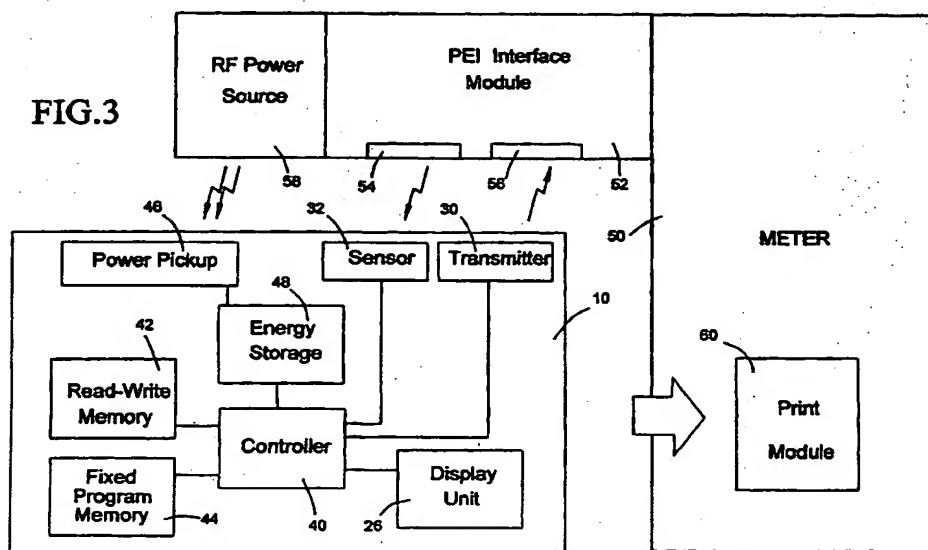 FIG.3
RF Power
Source
PEI Interface
Module
58
54
56
52
46
32
30
50
METER
Power Pickup
Sensor
Transmitter
10
48
Energy
Storage
42
Read-Write
Memory
60
Print
Module
Controller
Display
Unit
Fixed
Program
Memory
44
40
26